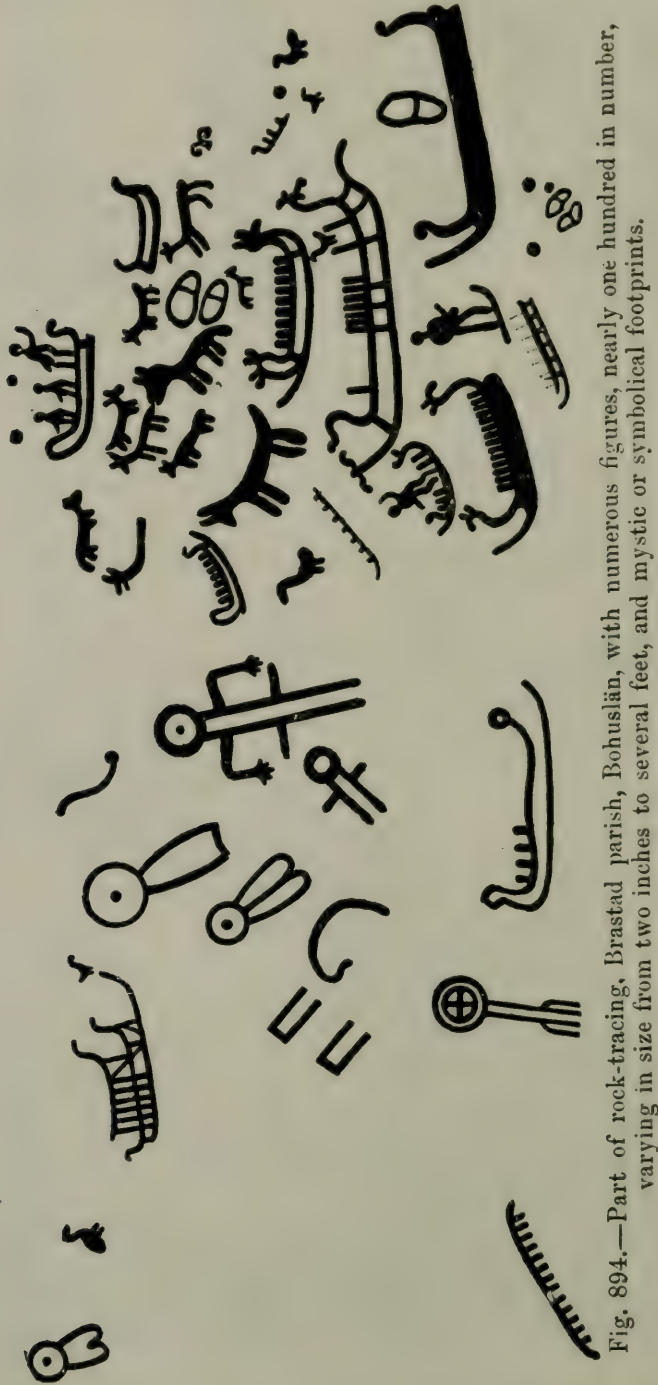 Fig. 894.—Part of rock-tracing, Brastad parish, Bohuslän, with numerous figures, nearly one hundred in number,
varying in size from two inches to several feet, and mystic or symbolical footprints.